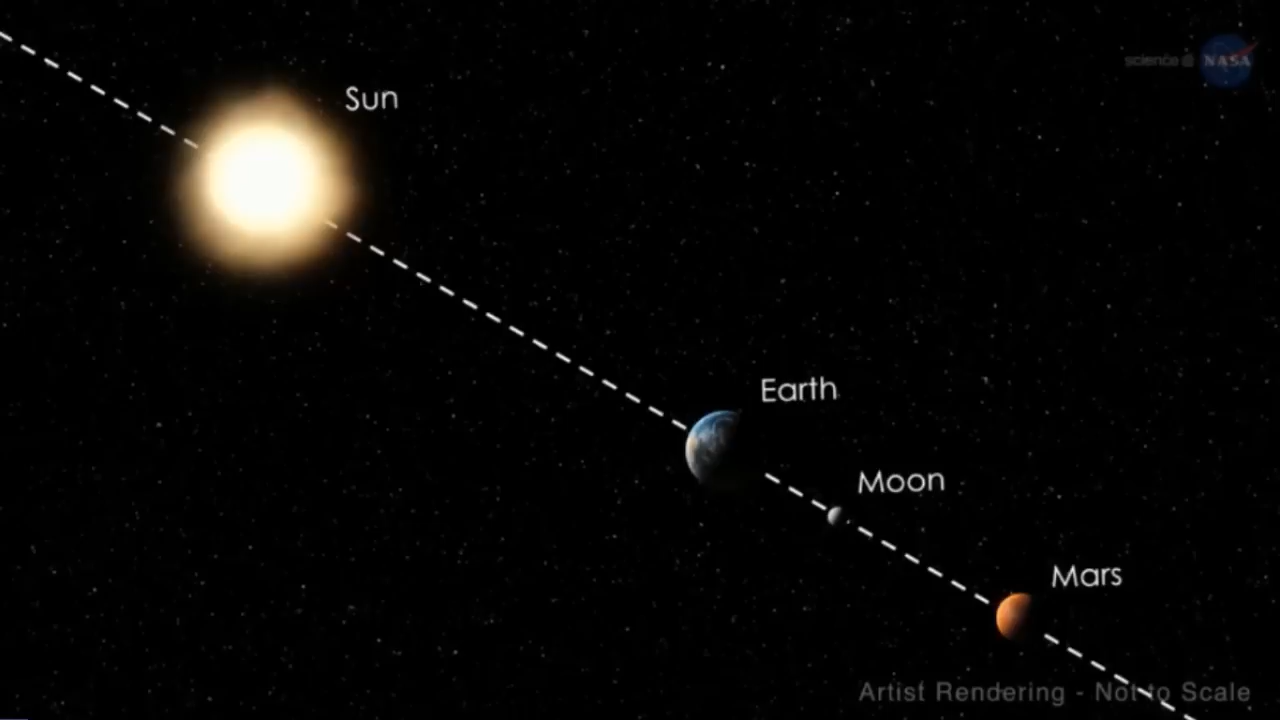 Sun
science @ NASA
Earth
Moon
Mars
Artist Rendering - Not to Scale